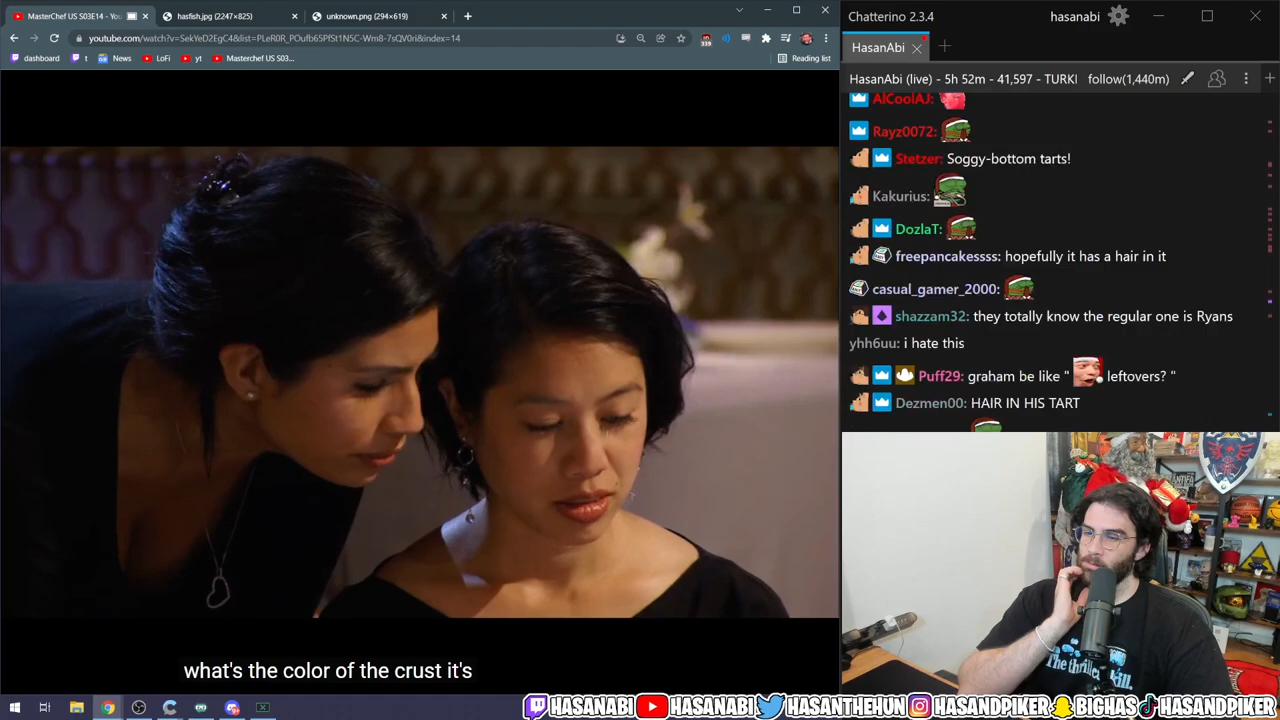 MasterChef US S03E14 - You
hasfish.jpg (2247×825)
unknown.png (294×619)
youtube.com/watch?v=SekYeD2EgC4&list=PLeR0R_POufb65PfSt1N5C-Wm8-7sQV0ri&index=14
339
dashboard
t
News
LoFi
yt
Masterchef US S03...
Reading list
what's the color of the crust it's
Chatterino 2.3.4
hasanabi
HasanAbi
HasanAbi (live) - 5h 52m - 41,597 - TURKI
follow(1,440m)
AlCoolAJ:
Rayz0072:
Stetzer: Soggy-bottom tarts!
Kakurius:
DozlaT:
freepancakessss: hopefully it has a hair in it
casual_gamer_2000:
shazzam32: they totally know the regular one is Ryans
yhh6uu: i hate this
Puff29: graham be like " leftovers? "
Dezmen00: HAIR IN HIS TART
ANTIFA
HASANABI
HASANABI
HASANTHEHUN
HASANDPIKER
BIGHAS
HASANDPIKER